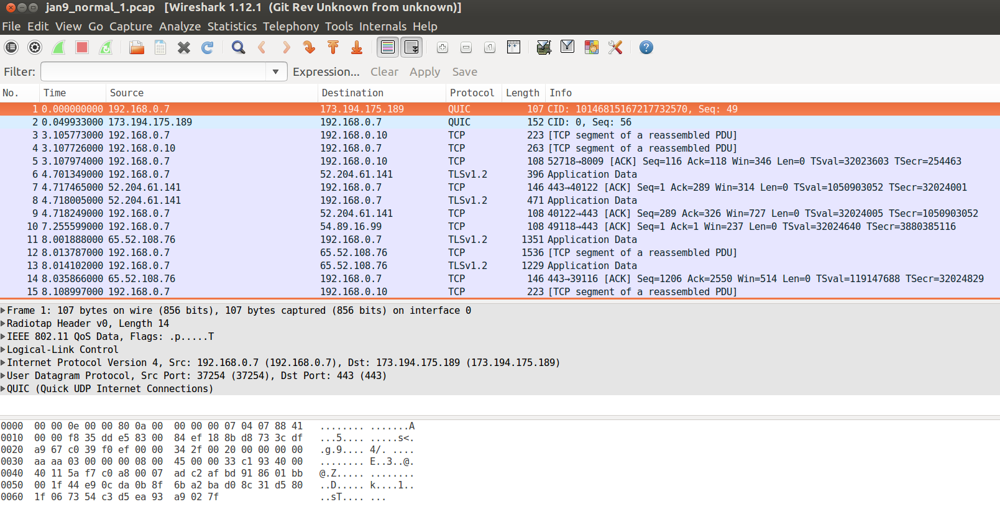 jan9_normal_1.pcap [Wireshark 1.12.1 (Git Rev Unknown from unknown)]
File Edit View Go Capture Analyze Statistics Telephony Tools Internals Help
Filter: Expression... Clear Apply Save
No. Time Source Destination Protocol Length Info
1 0.000000000 192.168.0.7 173.194.175.189 QUIC 107 CID: 10146815167217732570, Seq: 49
2 0.049933000 173.194.175.189 192.168.0.7 QUIC 152 CID: 0, Seq: 56
3 3.105773000 192.168.0.7 192.168.0.10 TCP 223 [TCP segment of a reassembled PDU]
4 3.107726000 192.168.0.10 192.168.0.7 TCP 263 [TCP segment of a reassembled PDU]
5 3.107974000 192.168.0.7 192.168.0.10 TCP 108 52718→8009 [ACK] Seq=116 Ack=118 Win=346 Len=0 TSval=32023603 TSecr=254463
6 4.701349000 192.168.0.7 52.204.61.141 TLSv1.2 396 Application Data
7 4.717465000 52.204.61.141 192.168.0.7 TCP 146 443→40122 [ACK] Seq=1 Ack=289 Win=314 Len=0 TSval=1050903052 TSecr=32024001
8 4.718005000 52.204.61.141 192.168.0.7 TLSv1.2 471 Application Data
9 4.718249000 192.168.0.7 52.204.61.141 TCP 108 40122→443 [ACK] Seq=289 Ack=326 Win=727 Len=0 TSval=32024005 TSecr=1050903052
10 7.255599000 192.168.0.7 54.89.16.99 TCP 108 49118→443 [ACK] Seq=1 Ack=1 Win=237 Len=0 TSval=32024640 TSecr=3880385116
11 8.001888000 65.52.108.76 192.168.0.7 TLSv1.2 1351 Application Data
12 8.013787000 192.168.0.7 65.52.108.76 TCP 1536 [TCP segment of a reassembled PDU]
13 8.014102000 192.168.0.7 65.52.108.76 TLSv1.2 1229 Application Data
14 8.035866000 65.52.108.76 192.168.0.7 TCP 146 443→39116 [ACK] Seq=1206 Ack=2550 Win=514 Len=0 TSval=119147688 TSecr=32024829
15 8.108997000 192.168.0.7 192.168.0.10 TCP 223 [TCP segment of a reassembled PDU]
Frame 1: 107 bytes on wire (856 bits), 107 bytes captured (856 bits) on interface 0
Radiotap Header v0, Length 14
IEEE 802.11 QoS Data, Flags: .p.....T
Logical-Link Control
Internet Protocol Version 4, Src: 192.168.0.7 (192.168.0.7), Dst: 173.194.175.189 (173.194.175.189)
User Datagram Protocol, Src Port: 37254 (37254), Dst Port: 443 (443)
QUIC (Quick UDP Internet Connections)
0000 00 00 0e 00 00 80 0a 00 00 00 00 07 04 07 88 41 ........ .......A
0010 00 00 f8 35 dd e5 83 00 84 ef 18 8b d8 73 3c df ...5.... .....s<.
0020 a9 67 c0 39 f0 ef 00 00 34 2f 00 20 00 00 00 00 .g.9.... 4/. ....
0030 aa aa 03 00 00 00 08 00 45 00 00 33 c1 93 40 00 ........ E..3..@.
0040 40 11 5a f7 c0 a8 00 07 ad c2 af bd 91 86 01 bb @.Z..... ........
0050 00 1f 44 e9 0c da 0b 8f 6b a2 ba d0 8c 31 d5 80 ..D..... k....1..
0060 1f 06 73 54 c3 d5 ea 93 a9 02 7f ..sT.... ...